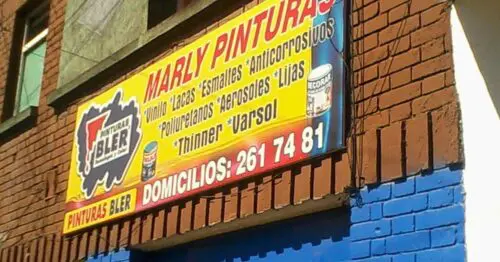 MARLY PINTURAS
*Vinilo *Lacas *Esmaltes *Anticorrosivos
*Poliuretanos *Aerosoles *Lijas
*Thinner *Varsol
DOMICILIOS: 261 74 81
PINTURAS
BLER
PINTURAS BLER